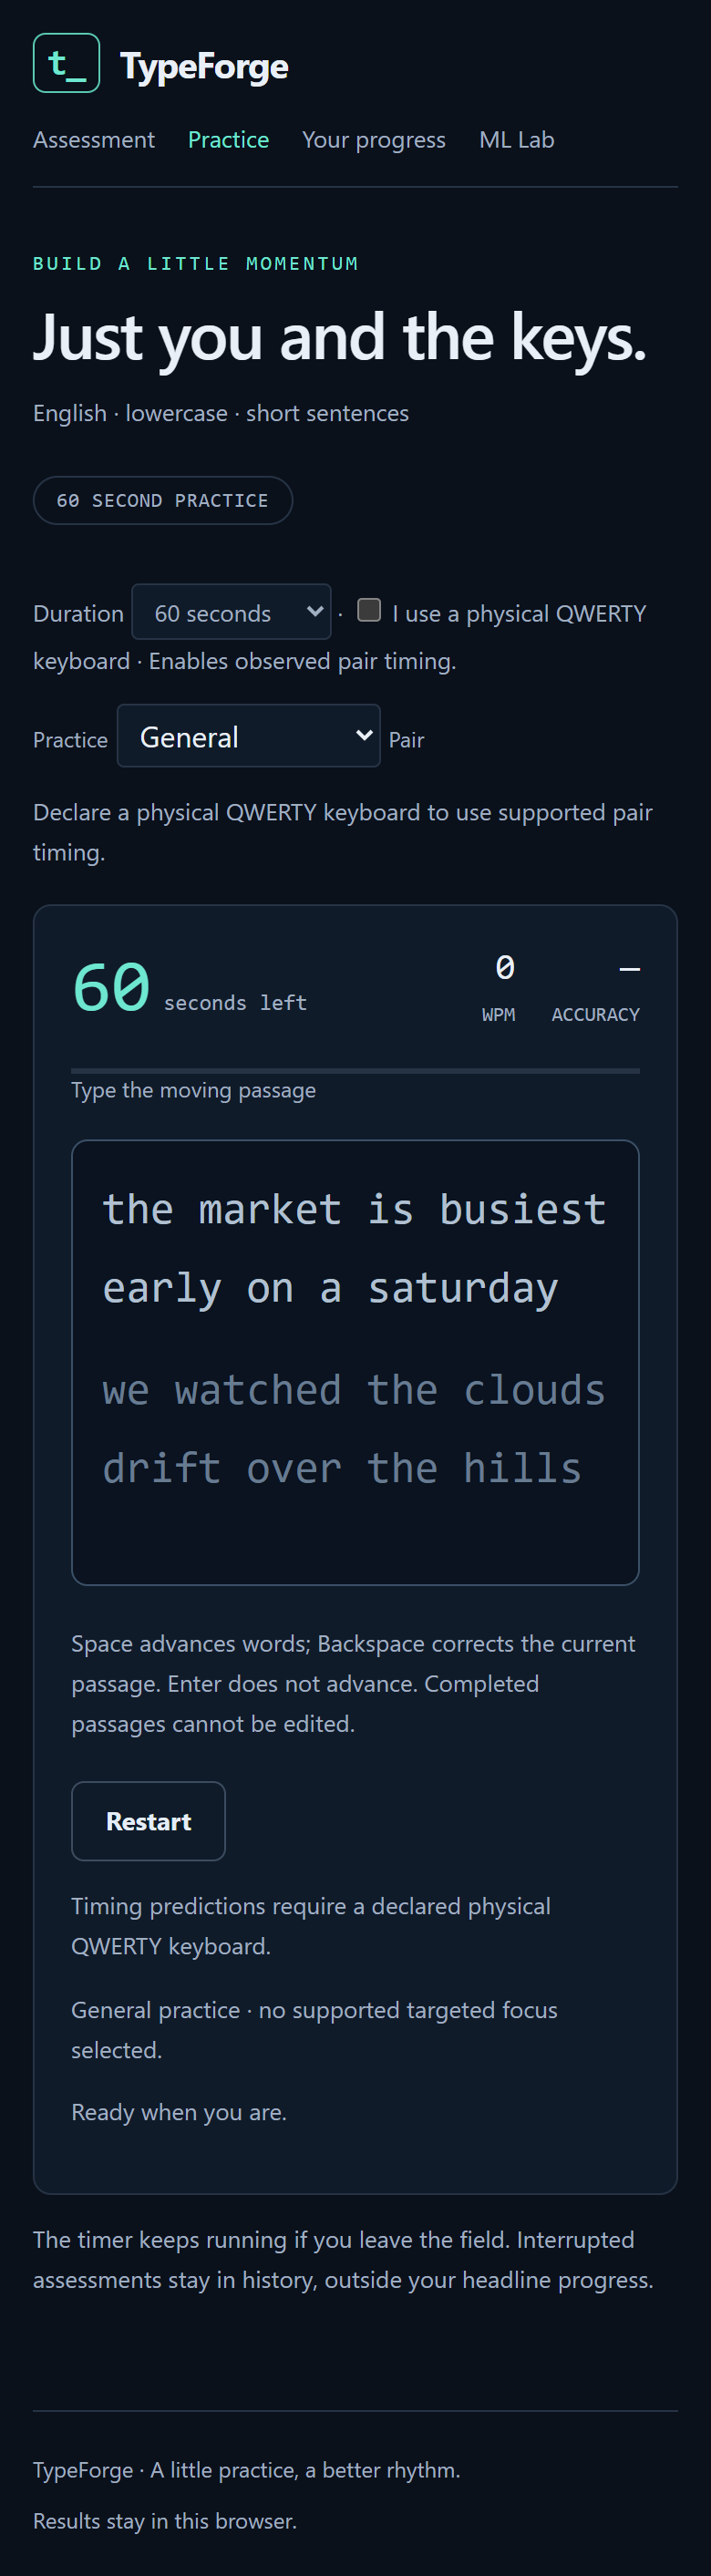 t_ TypeForge
Assessment Practice Your progress ML Lab
BUILD A LITTLE MOMENTUM
Just you and the keys.
English · lowercase · short sentences
60 SECOND PRACTICE
Duration 60 seconds · I use a physical QWERTY
keyboard · Enables observed pair timing.
Practice General Pair
Declare a physical QWERTY keyboard to use supported pair
timing.
60 seconds left 0 WPM — ACCURACY
Type the moving passage
the market is busiest
early on a saturday
we watched the clouds
drift over the hills
Space advances words; Backspace corrects the current
passage. Enter does not advance. Completed
passages cannot be edited.
Restart
Timing predictions require a declared physical
QWERTY keyboard.
General practice · no supported targeted focus
selected.
Ready when you are.
The timer keeps running if you leave the field. Interrupted
assessments stay in history, outside your headline progress.
TypeForge · A little practice, a better rhythm.
Results stay in this browser.